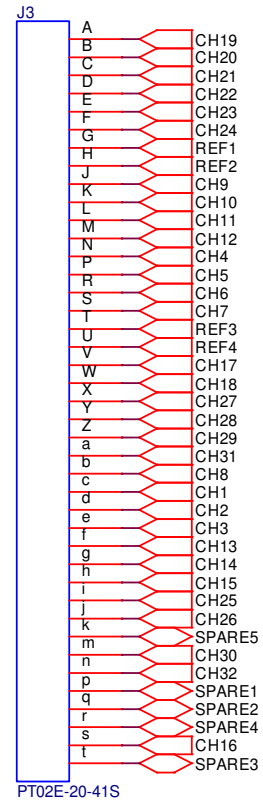 J3
A CH19
B CH20
C CH21
D CH22
E CH23
F CH24
G REF1
H REF2
J CH9
K CH10
L CH11
M CH12
N CH4
P CH5
R CH6
S CH7
T REF3
U REF4
V CH17
W CH18
X CH27
Y CH28
Z CH29
a CH31
b CH8
c CH1
d CH2
e CH3
f CH13
g CH14
h CH15
i CH25
j CH26
k SPARE5
m CH30
n CH32
p SPARE1
q SPARE2
r SPARE4
s CH16
t SPARE3
PT02E-20-41S